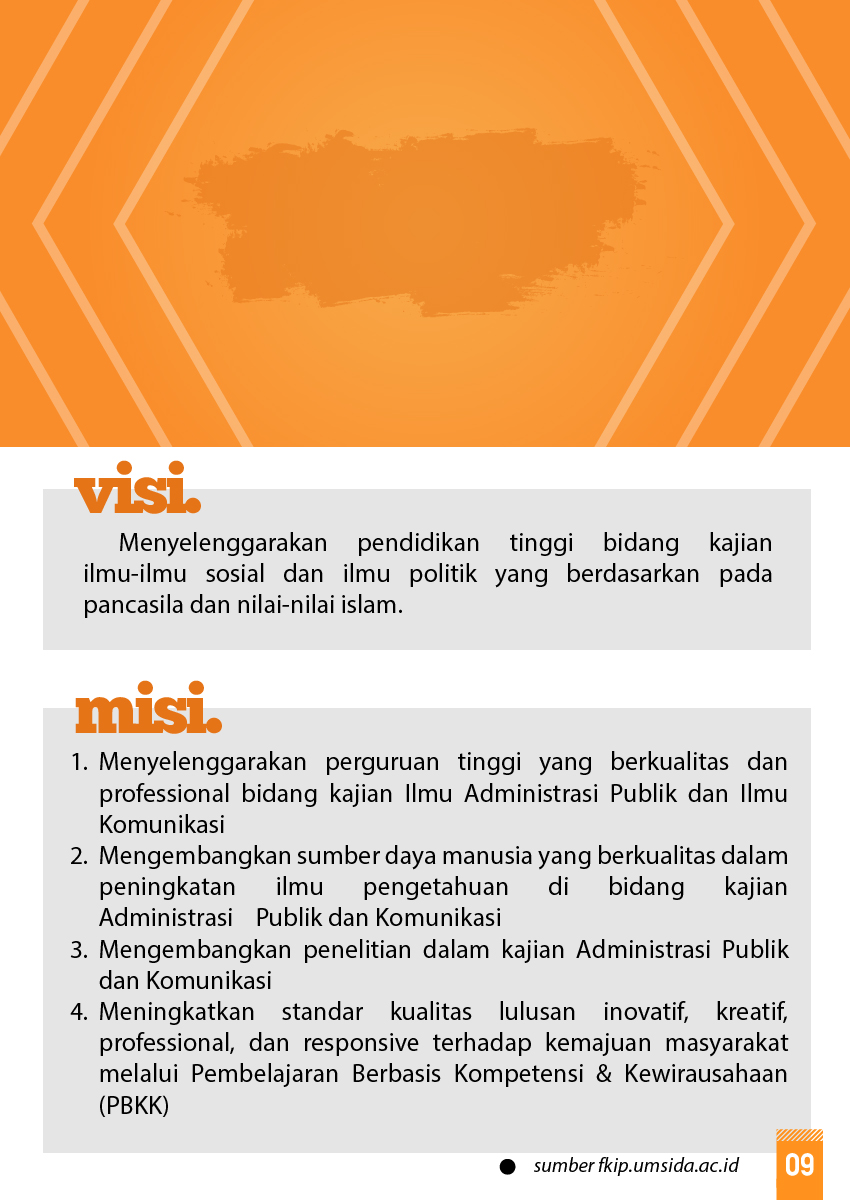 visi.
Menyelenggarakan pendidikan tinggi bidang kajian
ilmu-ilmu sosial dan ilmu politik yang berdasarkan pada
pancasila dan nilai-nilai islam.
misi.
1. Menyelenggarakan perguruan tinggi yang berkualitas dan
professional bidang kajian Ilmu Administrasi Publik dan Ilmu
Komunikasi
2. Mengembangkan sumber daya manusia yang berkualitas dalam
peningkatan ilmu pengetahuan di bidang kajian
Administrasi Publik dan Komunikasi
3. Mengembangkan penelitian dalam kajian Administrasi Publik
dan Komunikasi
4. Meningkatkan standar kualitas lulusan inovatif, kreatif,
professional, dan responsive terhadap kemajuan masyarakat
melalui Pembelajaran Berbasis Kompetensi & Kewirausahaan
(PBKK)
● sumber fkip.umsida.ac.id
09